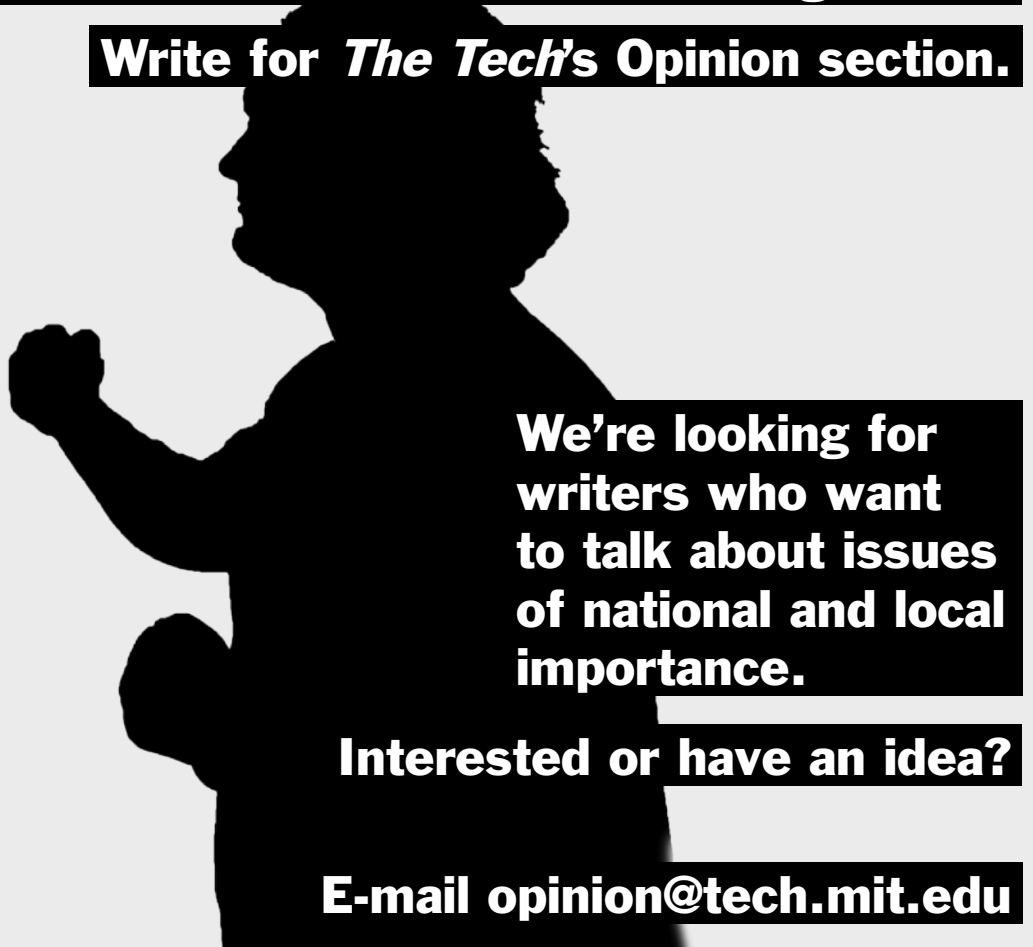 Write for The Tech's Opinion section.
We're looking for
writers who want
to talk about issues
of national and local
importance.
Interested or have an idea?
E-mail opinion@tech.mit.edu